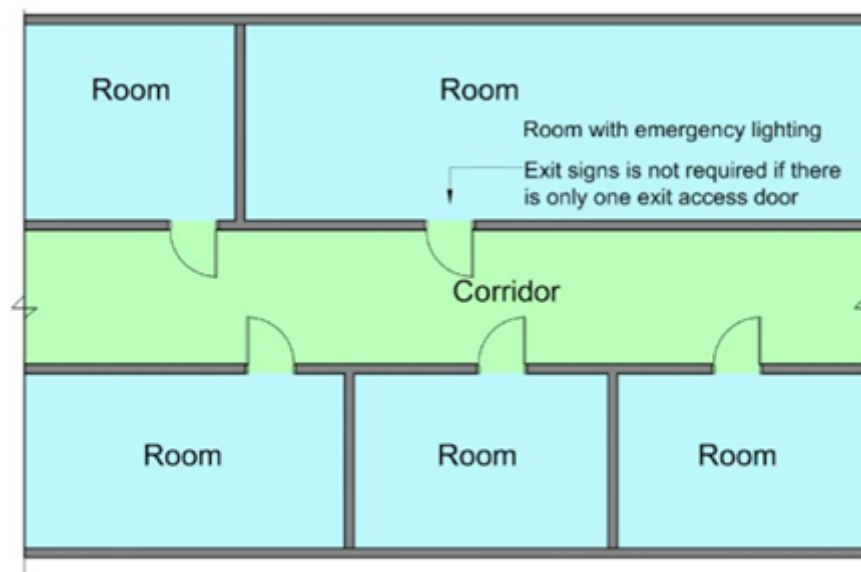 Room
Room
Room with emergency lighting
Exit signs is not required if there
is only one exit access door
Corridor
Room
Room
Room